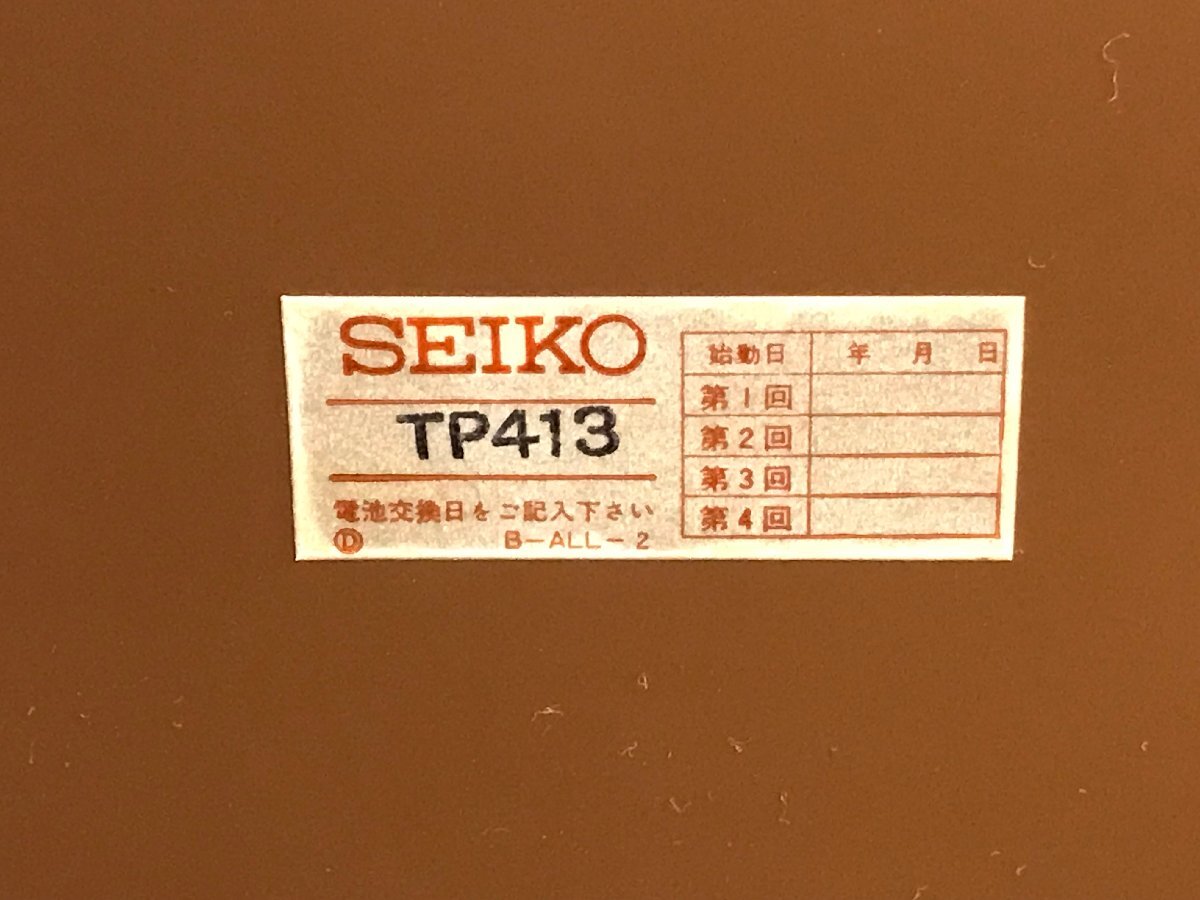 SEIKO
TP413
電池交換日をご記入下さい
Ⓓ B-ALL-2
始動日 年 月 日
第1回
第2回
第3回
第4回